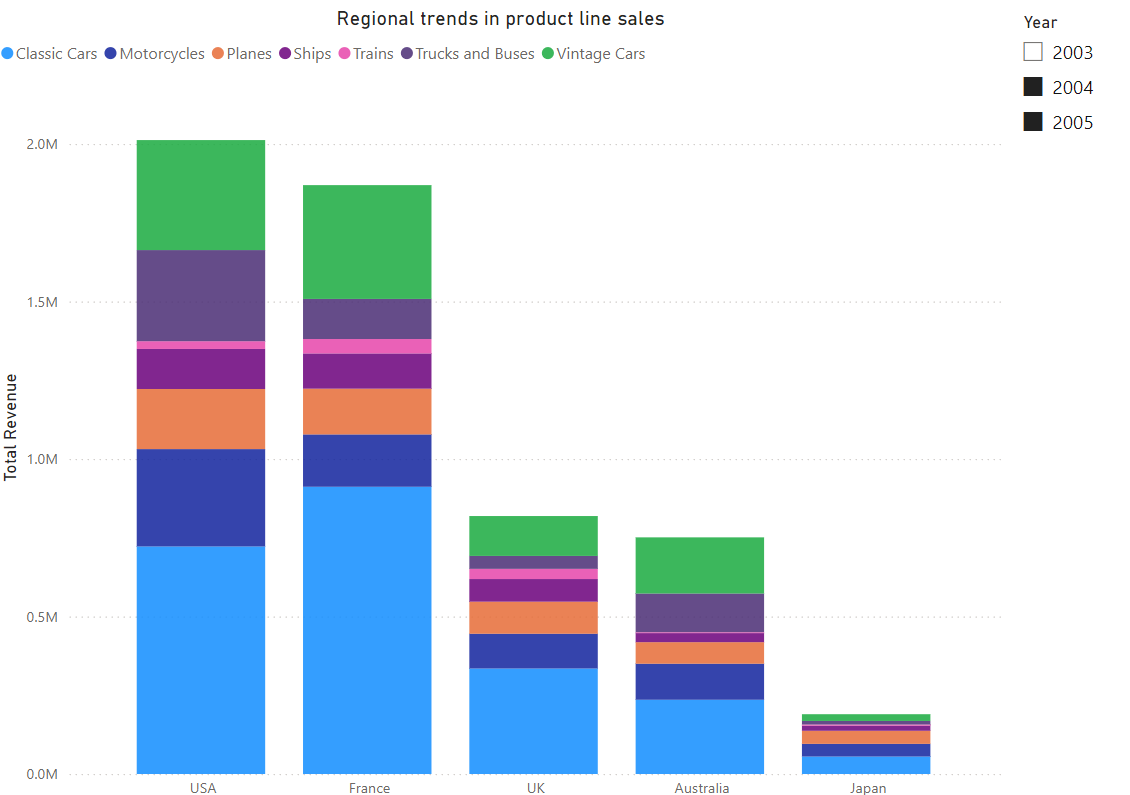 Regional trends in product line sales
Classic Cars Motorcycles Planes Ships Trains Trucks and Buses Vintage Cars
Year
2003
2004
2005
Total Revenue
2.0M
1.5M
1.0M
0.5M
0.0M
USA France UK Australia Japan